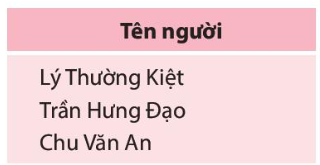 Tên người
Lý Thường Kiệt
Trần Hưng Đạo
Chu Văn An